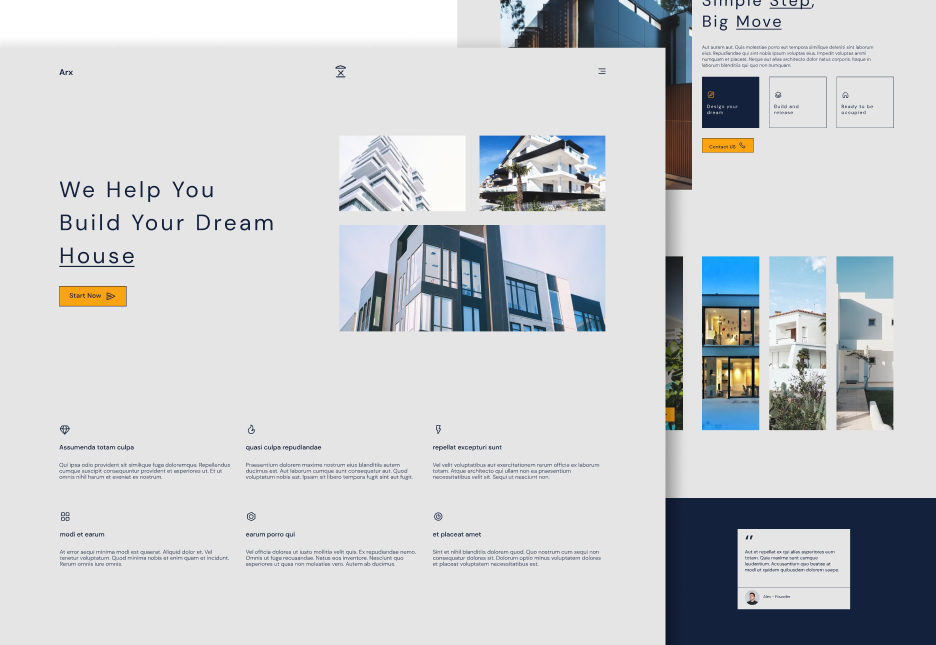 Arx
We Help You
Build Your Dream
House
Start Now
Assumenda totam culpa
Qui ipsa odio provident sit similique fuga doloremque. Repellendus
cumque suscipit consequuntur provident et asperiores ut. Et ut
omnis nihil harum et eveniet ex nostrum.
quasi culpa repudiandae
Praesentium dolorem maxime nostrum eius blanditiis autem
ducimus est. Aut laborum cumque sunt consequatur aut. Quod
voluptatem nobis est. Ipsam sit libero tempora fugit sint aut fugit.
repellat excepturi sunt
Vel velit voluptatibus aut exercitationem rerum officia ex laborum
totam. Atque architecto qui ullam non ea praesentium
necessitatibus velit et. Sequi ut nesciunt non.
modi et earum
At error sequi minima modi est quaerat. Aliquid dolor et. Vel
tenetur voluptatum. Quod minima nobis et enim quam et incidunt.
Rerum omnis iure omnis.
earum porro qui
Vel officia dolores ut iusto mollitia velit quis. Ex repudiandae nemo.
Omnis ut fuga recusandae. Natus eos inventore. Nesciunt quo
asperiores ut quasi non molestiae vero. Autem ab ducimus.
et placeat amet
Sint et nihil blanditiis dolorem quod. Quo nostrum cum sequi non
consequatur dolores sit. Dolorum optio minus voluptatem dolores
et placeat voluptatem necessitatibus est.
Simple Step,
Big Move
Aut autem aut. Quis molestiae porro aut tempora similique deleniti sint laborum
eius. Repudiandae qui sint nobis ipsum voluptas eius. Impedit volupta
numquam et placeat. Neque aut alias architecto dolor natus corporis. Itaque in
laborum blanditiis qui quo non numquam.
Design your
dream
Build and
release
Ready to be
occupied
Contact US
Aut et repellat ex qui alias asperiores eum
totam. Quia maxime sunt cumque
laudantium. Accusantium quo beatae at
modi et quidem quibusdam dolorem saepe.
Alex - Founder